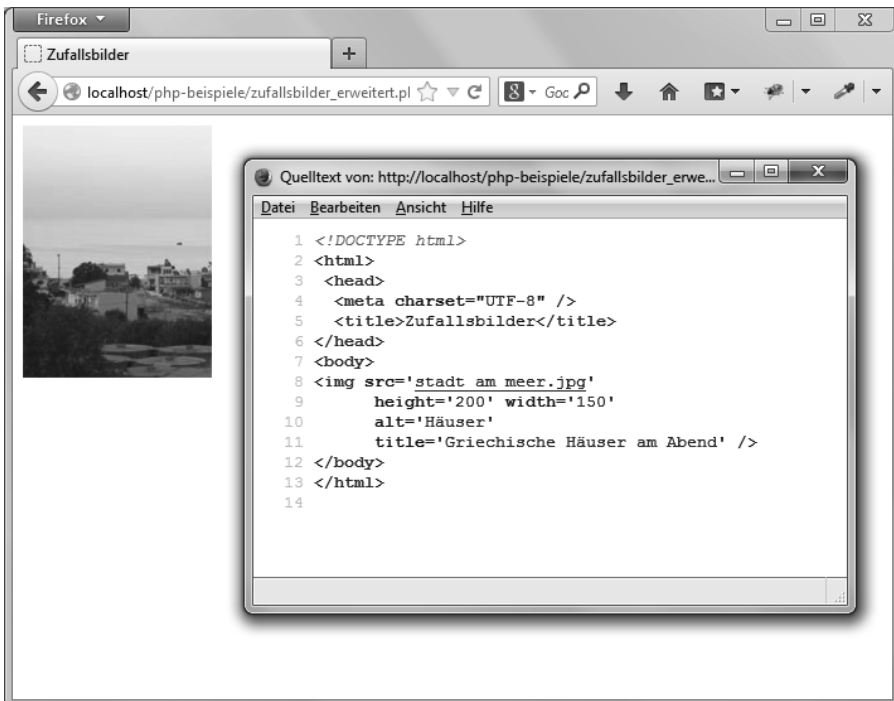 Firefox
Zufallsbilder
localhost/php-beispiele/zufallsbilder_erweitert.pl
8 Goc
Quelltext von: http://localhost/php-beispiele/zufallsbilder_erwe...
Datei Bearbeiten Ansicht Hilfe
1 <!DOCTYPE html>
2 <html>
3 <head>
4 <meta charset="UTF-8" />
5 <title>Zufallsbilder</title>
6 </head>
7 <body>
8 <img src='stadt_am_meer.jpg'
9 height='200' width='150'
10 alt='Häuser'
11 title='Griechische Häuser am Abend' />
12 </body>
13 </html>
14